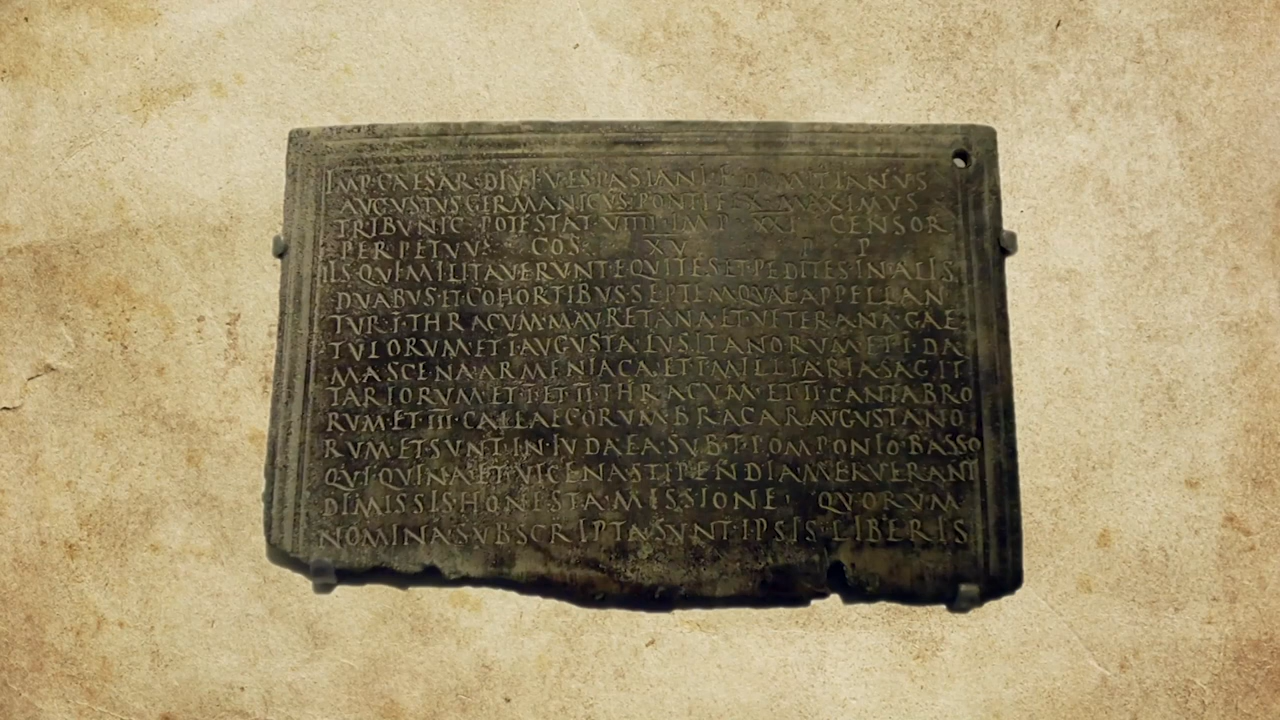 IMP·CAESAR·DIVI·VESPASIANI·F·DOMITIANVS
AVGVSTVS GERMANICVS·PONTIFEX MAXIMVS
TRIBVNIC·POTESTAT·VIIII·IMP·XXI CENSOR
PERPETVVS COS XV P P
IIS·QVI MILITAVERVNT·EQVITES ET PEDITES IN ALIS
DVABVS·ET COHORTIBVS·SEPTEM QVAE APPELLAN
TVR·I·THRACVM·MAVRETANA·ET VETERANA GAE
TVLORVM·ET I·AVGVSTA·LVSITANORVM·ET·I·DA
MASCENA ARMENIACA·ET·I·MILLIARIA SAGIT
TARIORVM·ET·I·ET·II·THRACVM·ET·II·CANTABRO
RVM·ET·III·CALLAECORVM·BRACARAVGVSTANO
RVM·ET SVNT·IN·IVDAEA SVB·T·POMPONIO·BASSO
QVI·QVINA·ET·VICENA STIPENDIA MERVERANT
DIMISSIS HONESTA MISSIONE QVORVM
NOMINA SVBSCRIPTA SVNT·IPSIS·LIBERIS